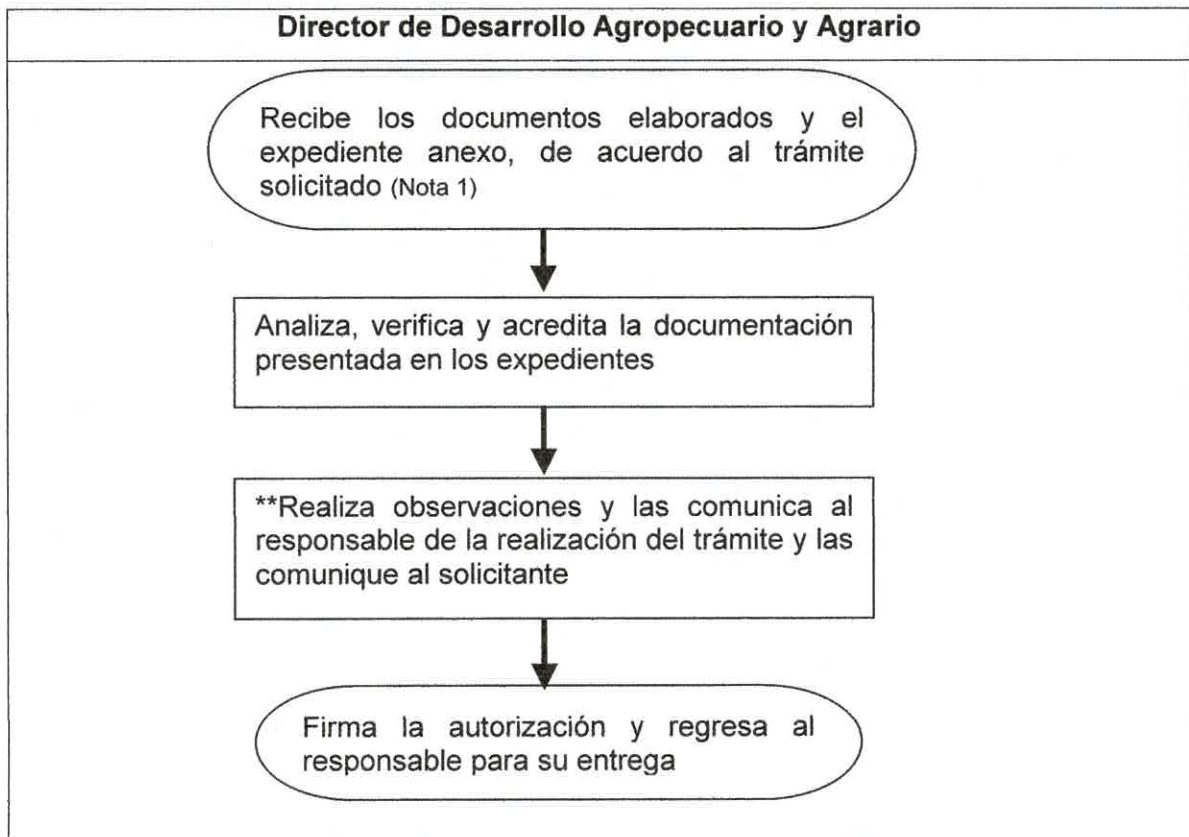 Director de Desarrollo Agropecuario y Agrario
Recibe los documentos elaborados y el
expediente anexo, de acuerdo al trámite
solicitado (Nota 1)
Analiza, verifica y acredita la documentación
presentada en los expedientes
**Realiza observaciones y las comunica al
responsable de la realización del trámite y las
comunique al solicitante
Firma la autorización y regresa al
responsable para su entrega